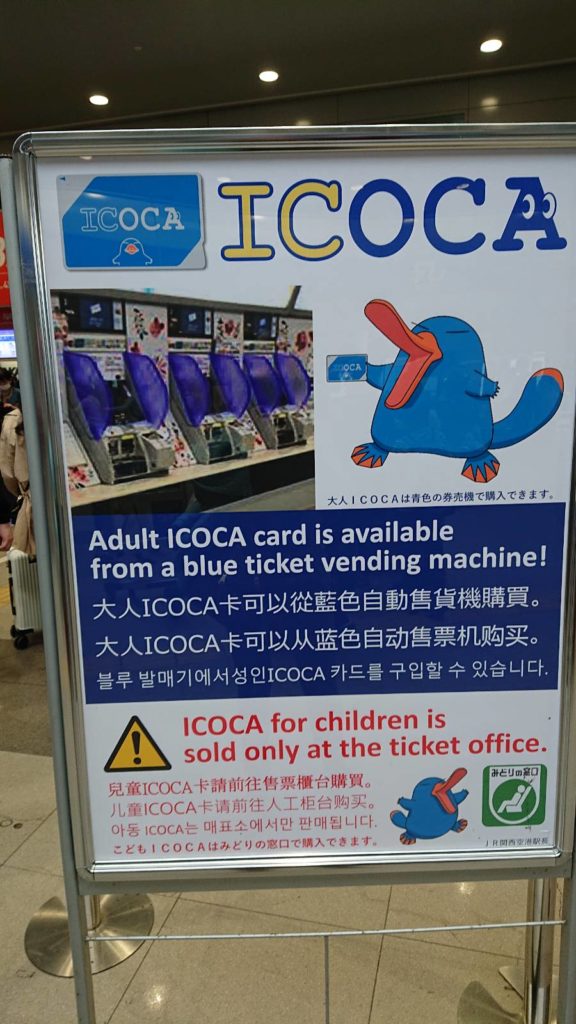 ICOCA
ICOCA
ICOCA
大人ICOCAは青色の券売機で購入できます。
Adult ICOCA card is available
from a blue ticket vending machine!
大人ICOCA卡可以從藍色自動售貨機購買。
大人ICOCA卡可以从蓝色自动售票机购买。
블루 발매기에서성인ICOCA 카드를 구입할 수 있습니다.
ICOCA for children is
sold only at the ticket office.
兒童ICOCA卡請前往售票櫃台購買。
儿童ICOCA卡请前往人工柜台购买。
아동 ICOCA는 매표소에서만 판매됩니다.
こどもICOCAはみどりの窓口で購入できます。
みどりの窓口
JR関西空港駅長